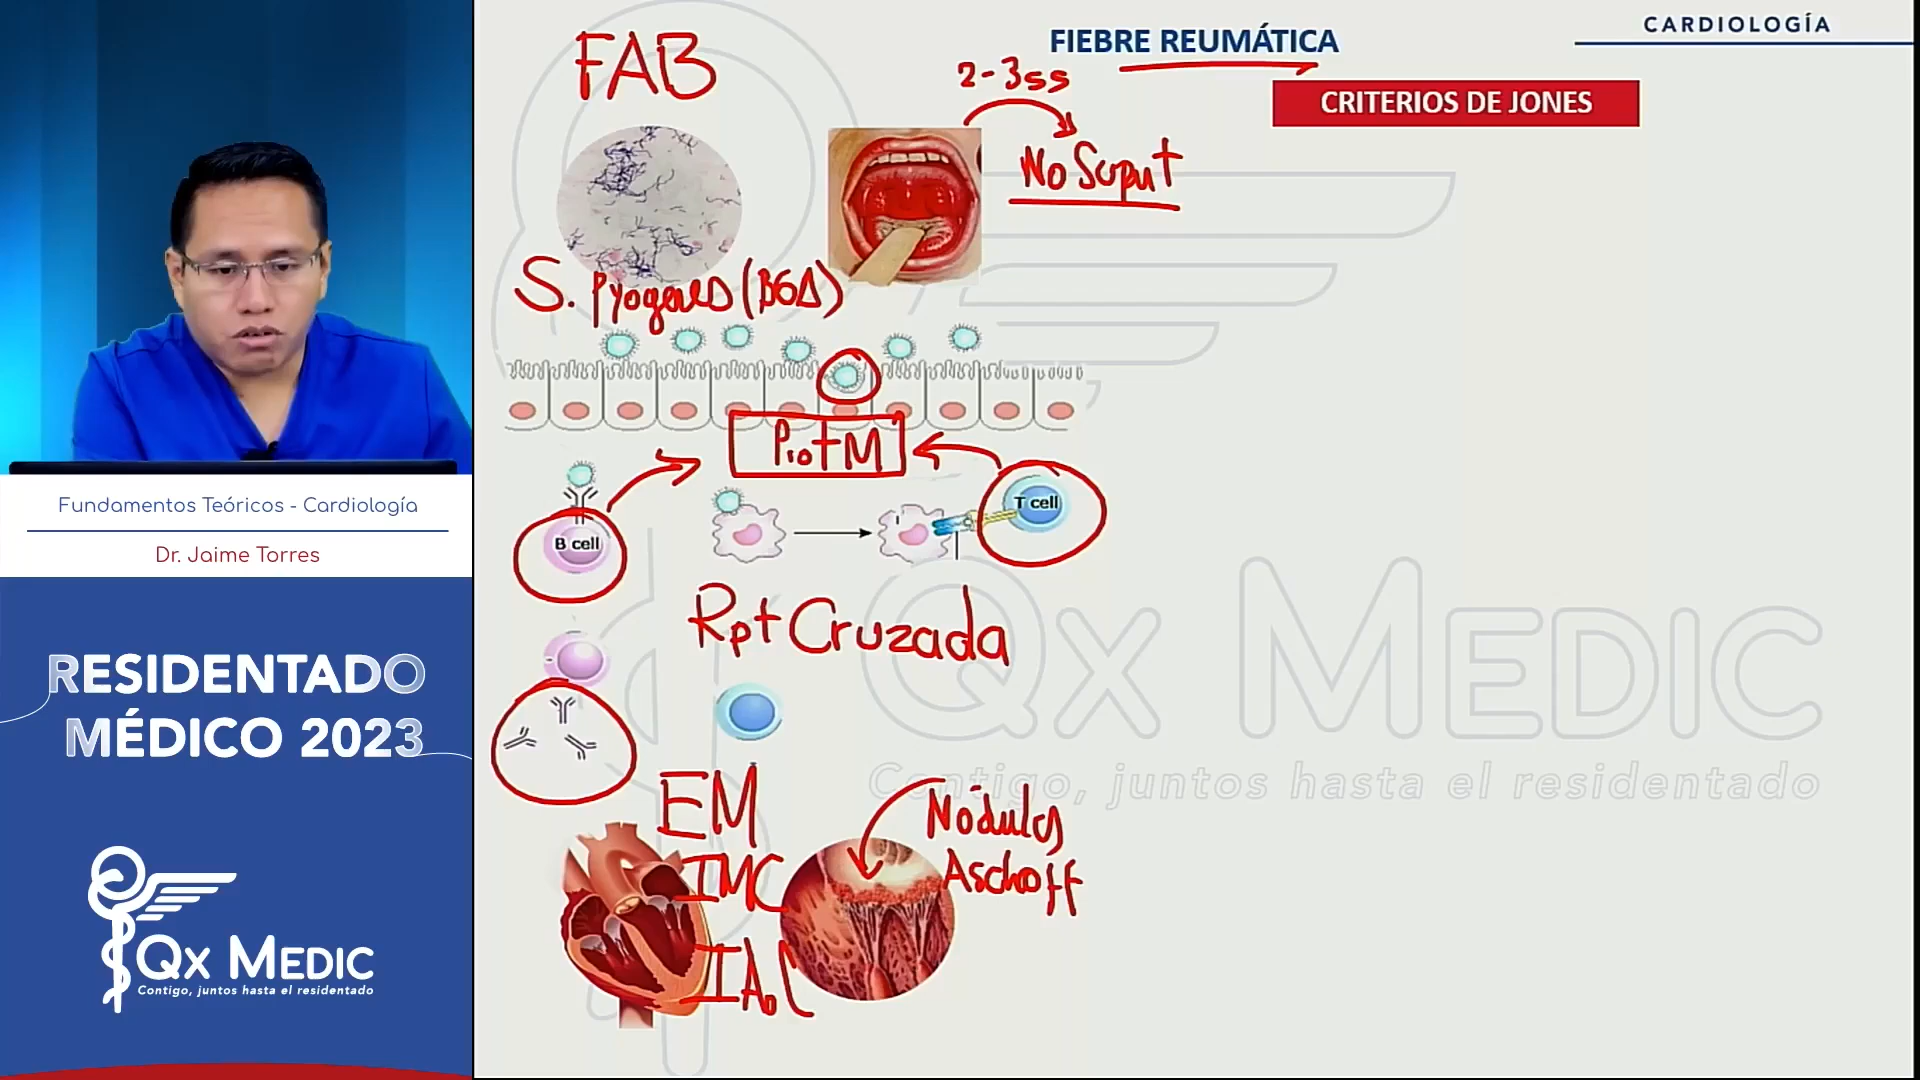 CARDIOLOGÍA
FIEBRE REUMÁTICA
CRITERIOS DE JONES
FAB
2-3ss
No Suput
S. Pyogenes (BGA)
Prot M
B cell
T cell
Rpt Cruzada
EM
IMC
IAo
Nódulos
Aschoff
Fundamentos Teóricos - Cardiología
Dr. Jaime Torres
RESIDENTADO
MÉDICO 2023
QX MEDIC
Contigo, juntos hasta el residentado
QX MEDIC
Contigo, juntos hasta el residentado